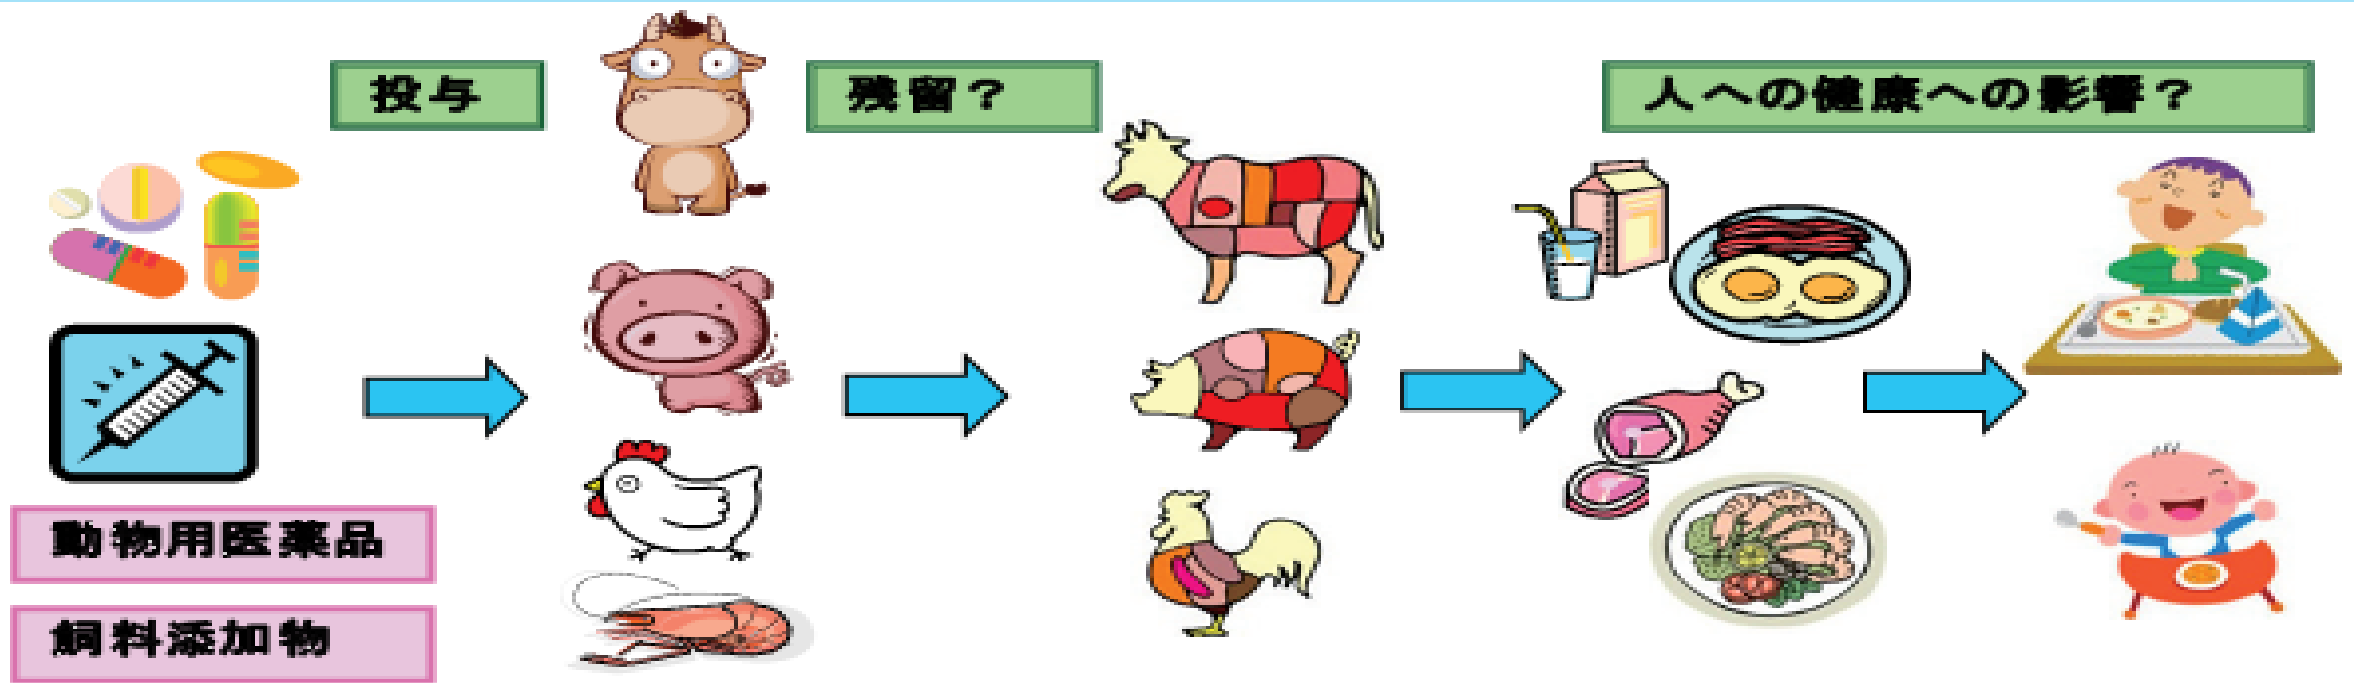 投与
残留？
人への健康への影響？
動物用医薬品
飼料添加物